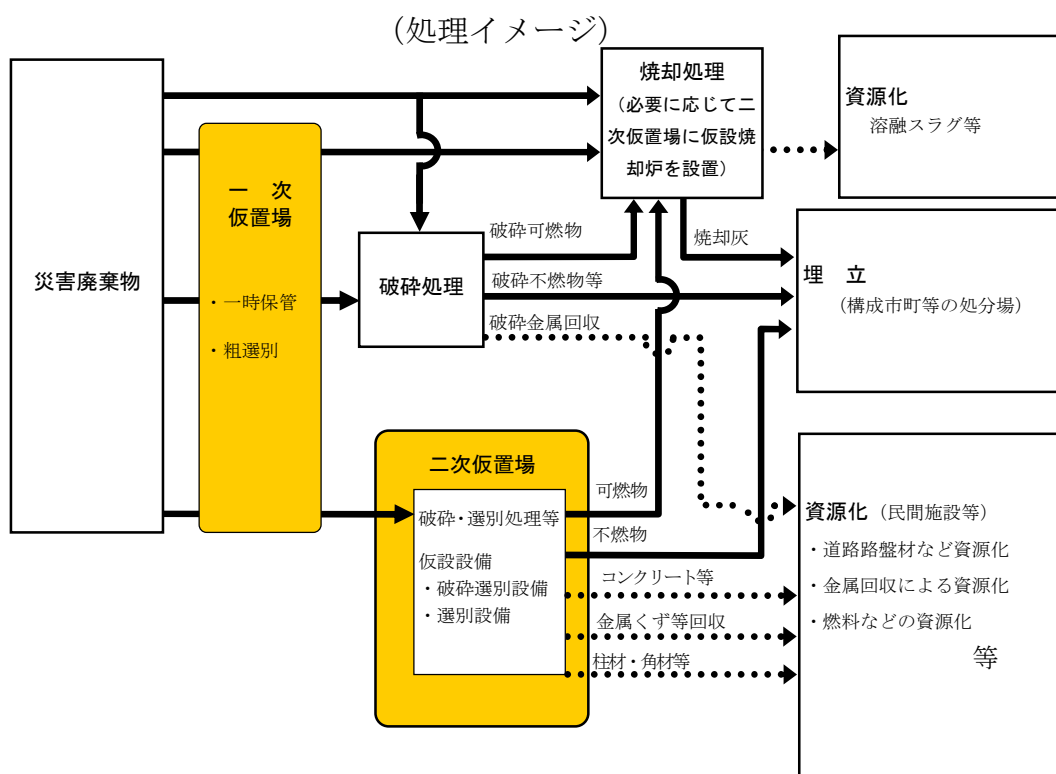 （処理イメージ）
災害廃棄物
一　次
仮置場
・一時保管
・粗選別
破砕処理
焼却処理
（必要に応じて二
次仮置場に仮設焼
却炉を設置）
資源化
溶融スラグ等
破砕可燃物
破砕不燃物等
破砕金属回収
焼却灰
埋　立
（構成市町等の処分場）
二次仮置場
破砕・選別処理等
仮設設備
・破砕選別設備
・選別設備
可燃物
不燃物
コンクリート等
金属くず等回収
柱材・角材等
資源化（民間施設等）
・道路路盤材など資源化
・金属回収による資源化
・燃料などの資源化
等